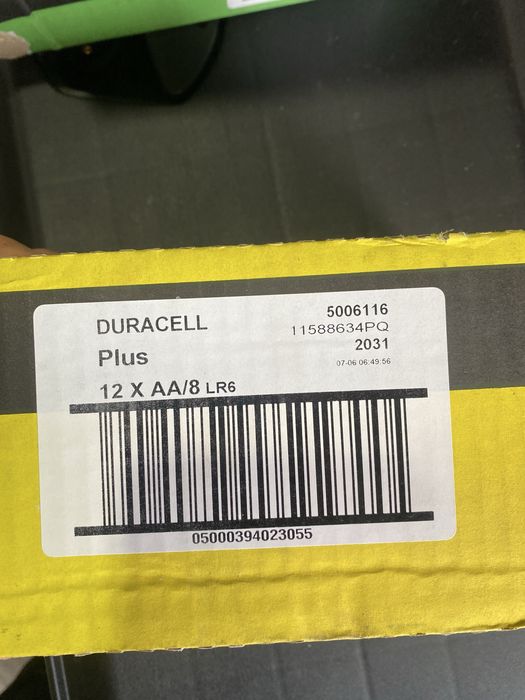 DURACELL
Plus
12 X AA/8 LR6
5006116
11588634PQ
2031
07-06 06:49:56
05000394023055